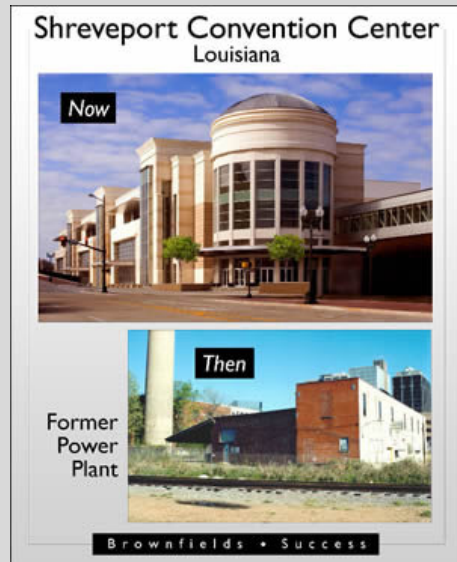 Shreveport Convention Center
Louisiana
Now
Then
Former
Power
Plant
Brownfields • Success